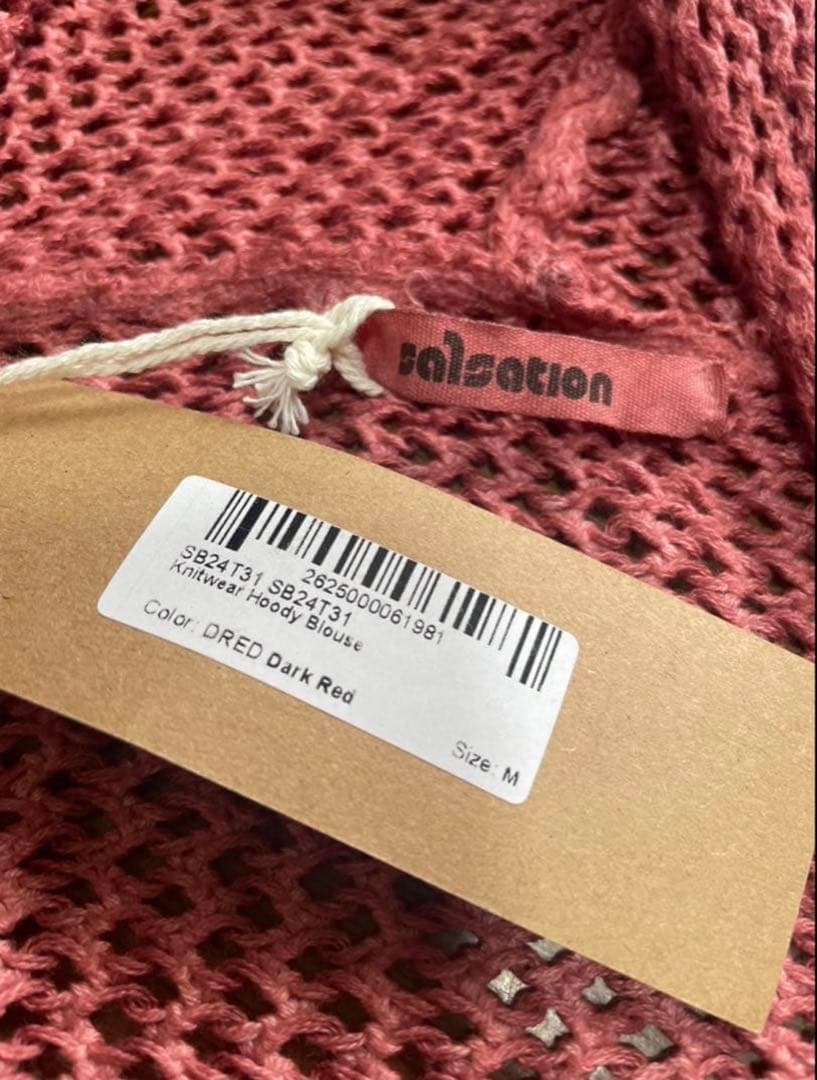 salsation
2625000061981
SB24T31 SB24T31
Knitwear Hoody Blouse
Color: DRED Dark Red
Size: M